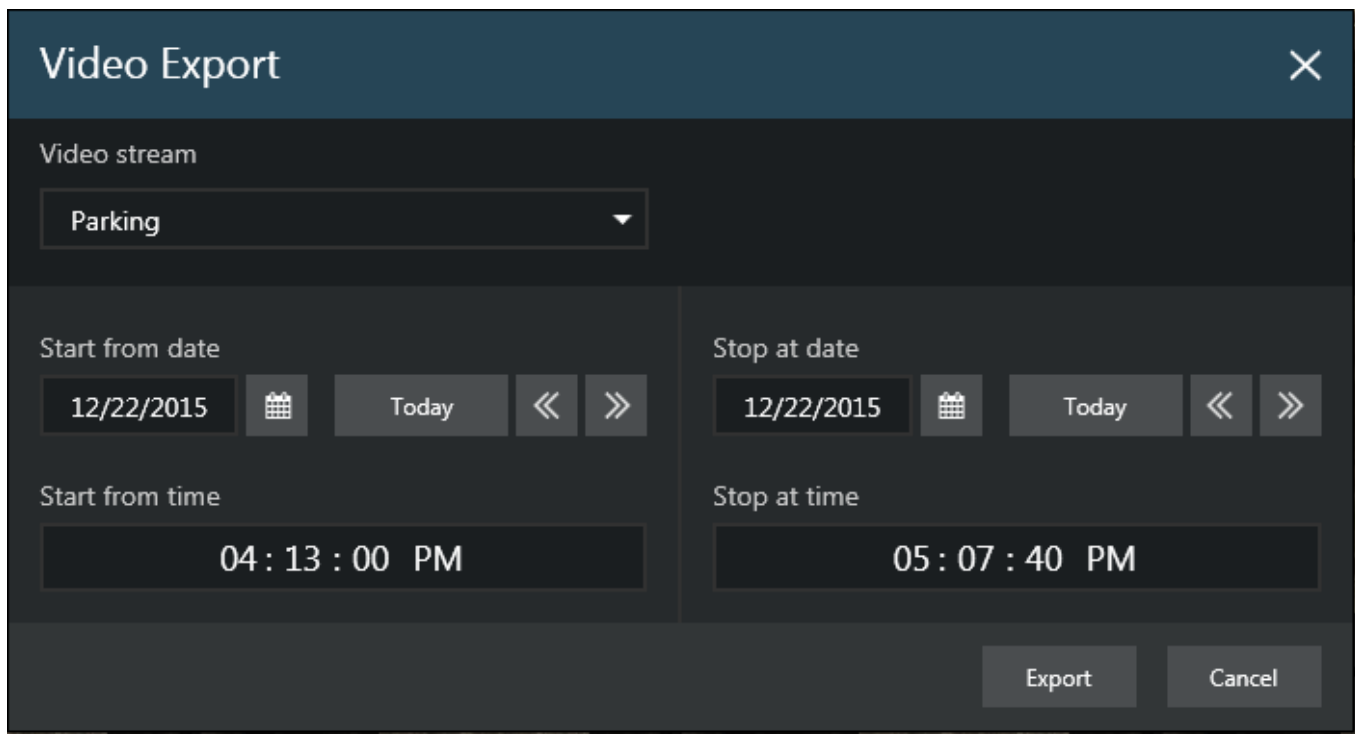 Video Export
Video stream
Parking
Start from date
12/22/2015 Today
Start from time
04 : 13 : 00 PM
Stop at date
12/22/2015 Today
Stop at time
05 : 07 : 40 PM
Export Cancel